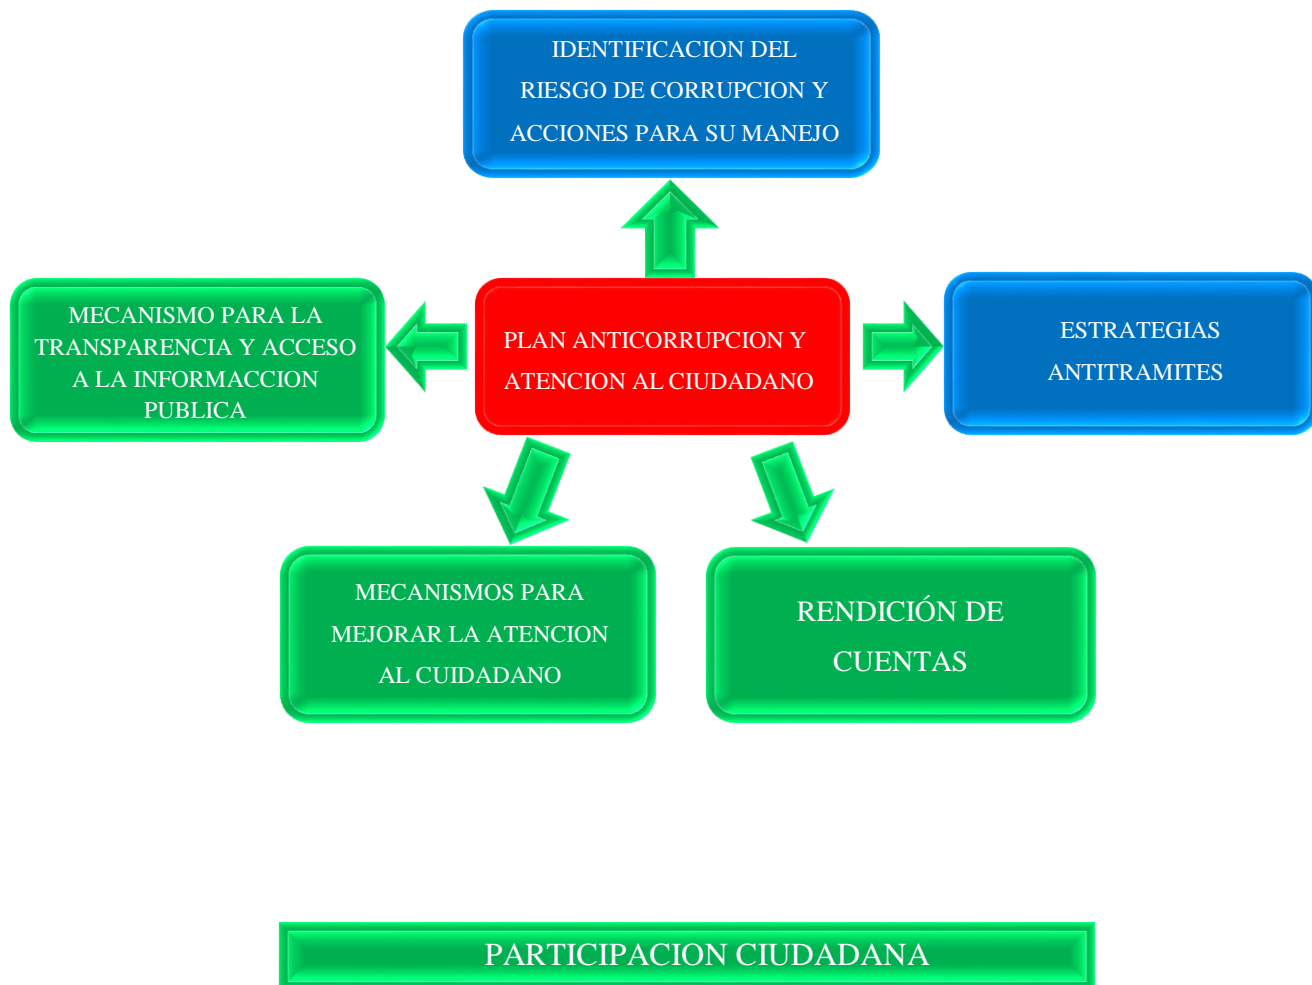 IDENTIFICACION DEL
RIESGO DE CORRUPCION Y
ACCIONES PARA SU MANEJO
MECANISMO PARA LA
TRANSPARENCIA Y ACCESO
A LA INFORMACCION
PUBLICA
PLAN ANTICORRUPCION Y
ATENCION AL CIUDADANO
ESTRATEGIAS
ANTITRAMITES
MECANISMOS PARA
MEJORAR LA ATENCION
AL CUIDADANO
RENDICIÓN DE
CUENTAS
PARTICIPACION CIUDADANA